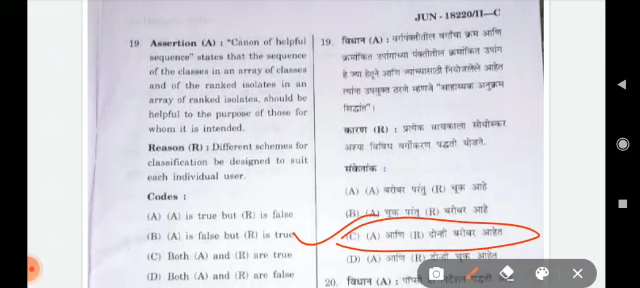 JUN - 18220/II—C
19. Assertion (A) : "Canon of helpful
sequence" states that the sequence
of the classes in an array of classes
and of the ranked isolates in an
array of ranked isolates, should be
helpful to the purpose of those for
whom it is intended.
Reason (R) : Different schemes for
classification be designed to suit
each individual user.
Codes :
(A) (A) is true but (R) is false
(B) (A) is false but (R) is true
(C) Both (A) and (R) are true
(D) Both (A) and (R) are false
19. विधान (A) : वर्गपंक्तीतील वर्गांचा क्रम आणि
क्रमांकित उपांगाच्या पंक्तीतील क्रमांकित उपांग
हे ज्या हेतूने आणि ज्यांच्यासाठी नियोजलेले आहेत
त्यांना उपयुक्त ठरणे म्हणजे "साहाय्यक अनुक्रम
सिद्धांत"।
कारण (R) : प्रत्येक वाचकाला सोयीस्कर
अश्या विविध वर्गीकरण पद्धती योजने.
संकेतांक :
(A) (A) बरोबर परंतु (R) चूक आहे
(B) (A) चूक परंतु (R) बरोबर आहे
(C) (A) आणि (R) दोन्ही बरोबर आहेत
(D) (A) आणि (R) दोन्ही चूक आहेत
20. विधान (A) :